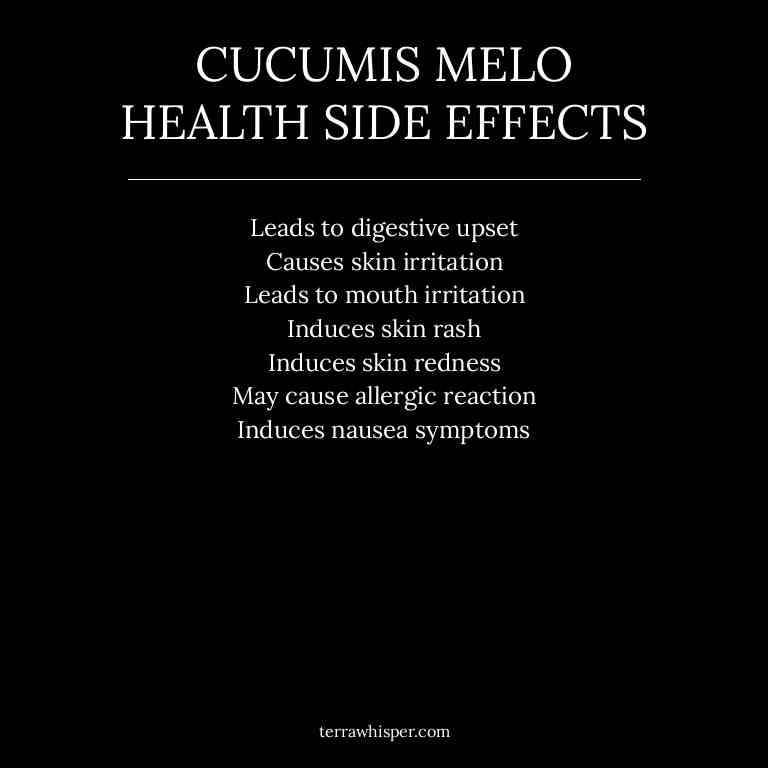 CUCUMIS MELO
HEALTH SIDE EFFECTS
Leads to digestive upset
Causes skin irritation
Leads to mouth irritation
Induces skin rash
Induces skin redness
May cause allergic reaction
Induces nausea symptoms
terrawhisper.com